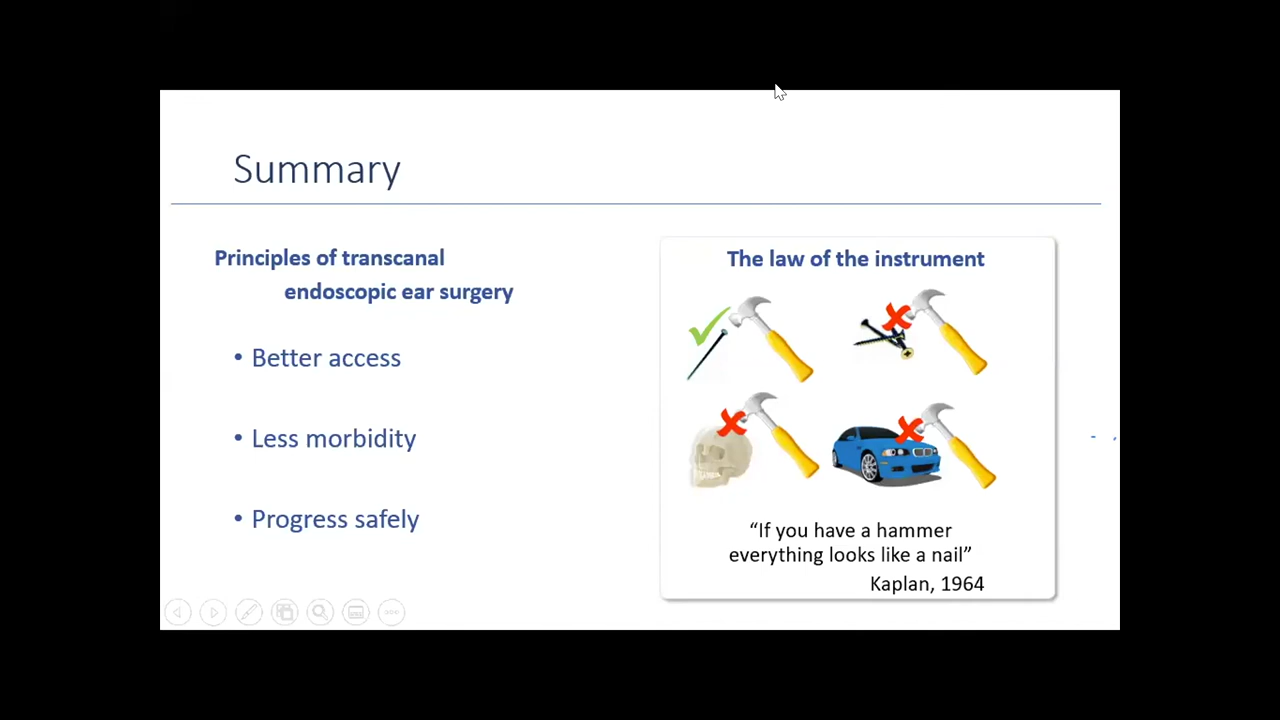 Summary
Principles of transcanal
endoscopic ear surgery
• Better access
• Less morbidity
• Progress safely
The law of the instrument
“If you have a hammer
everything looks like a nail”
Kaplan, 1964